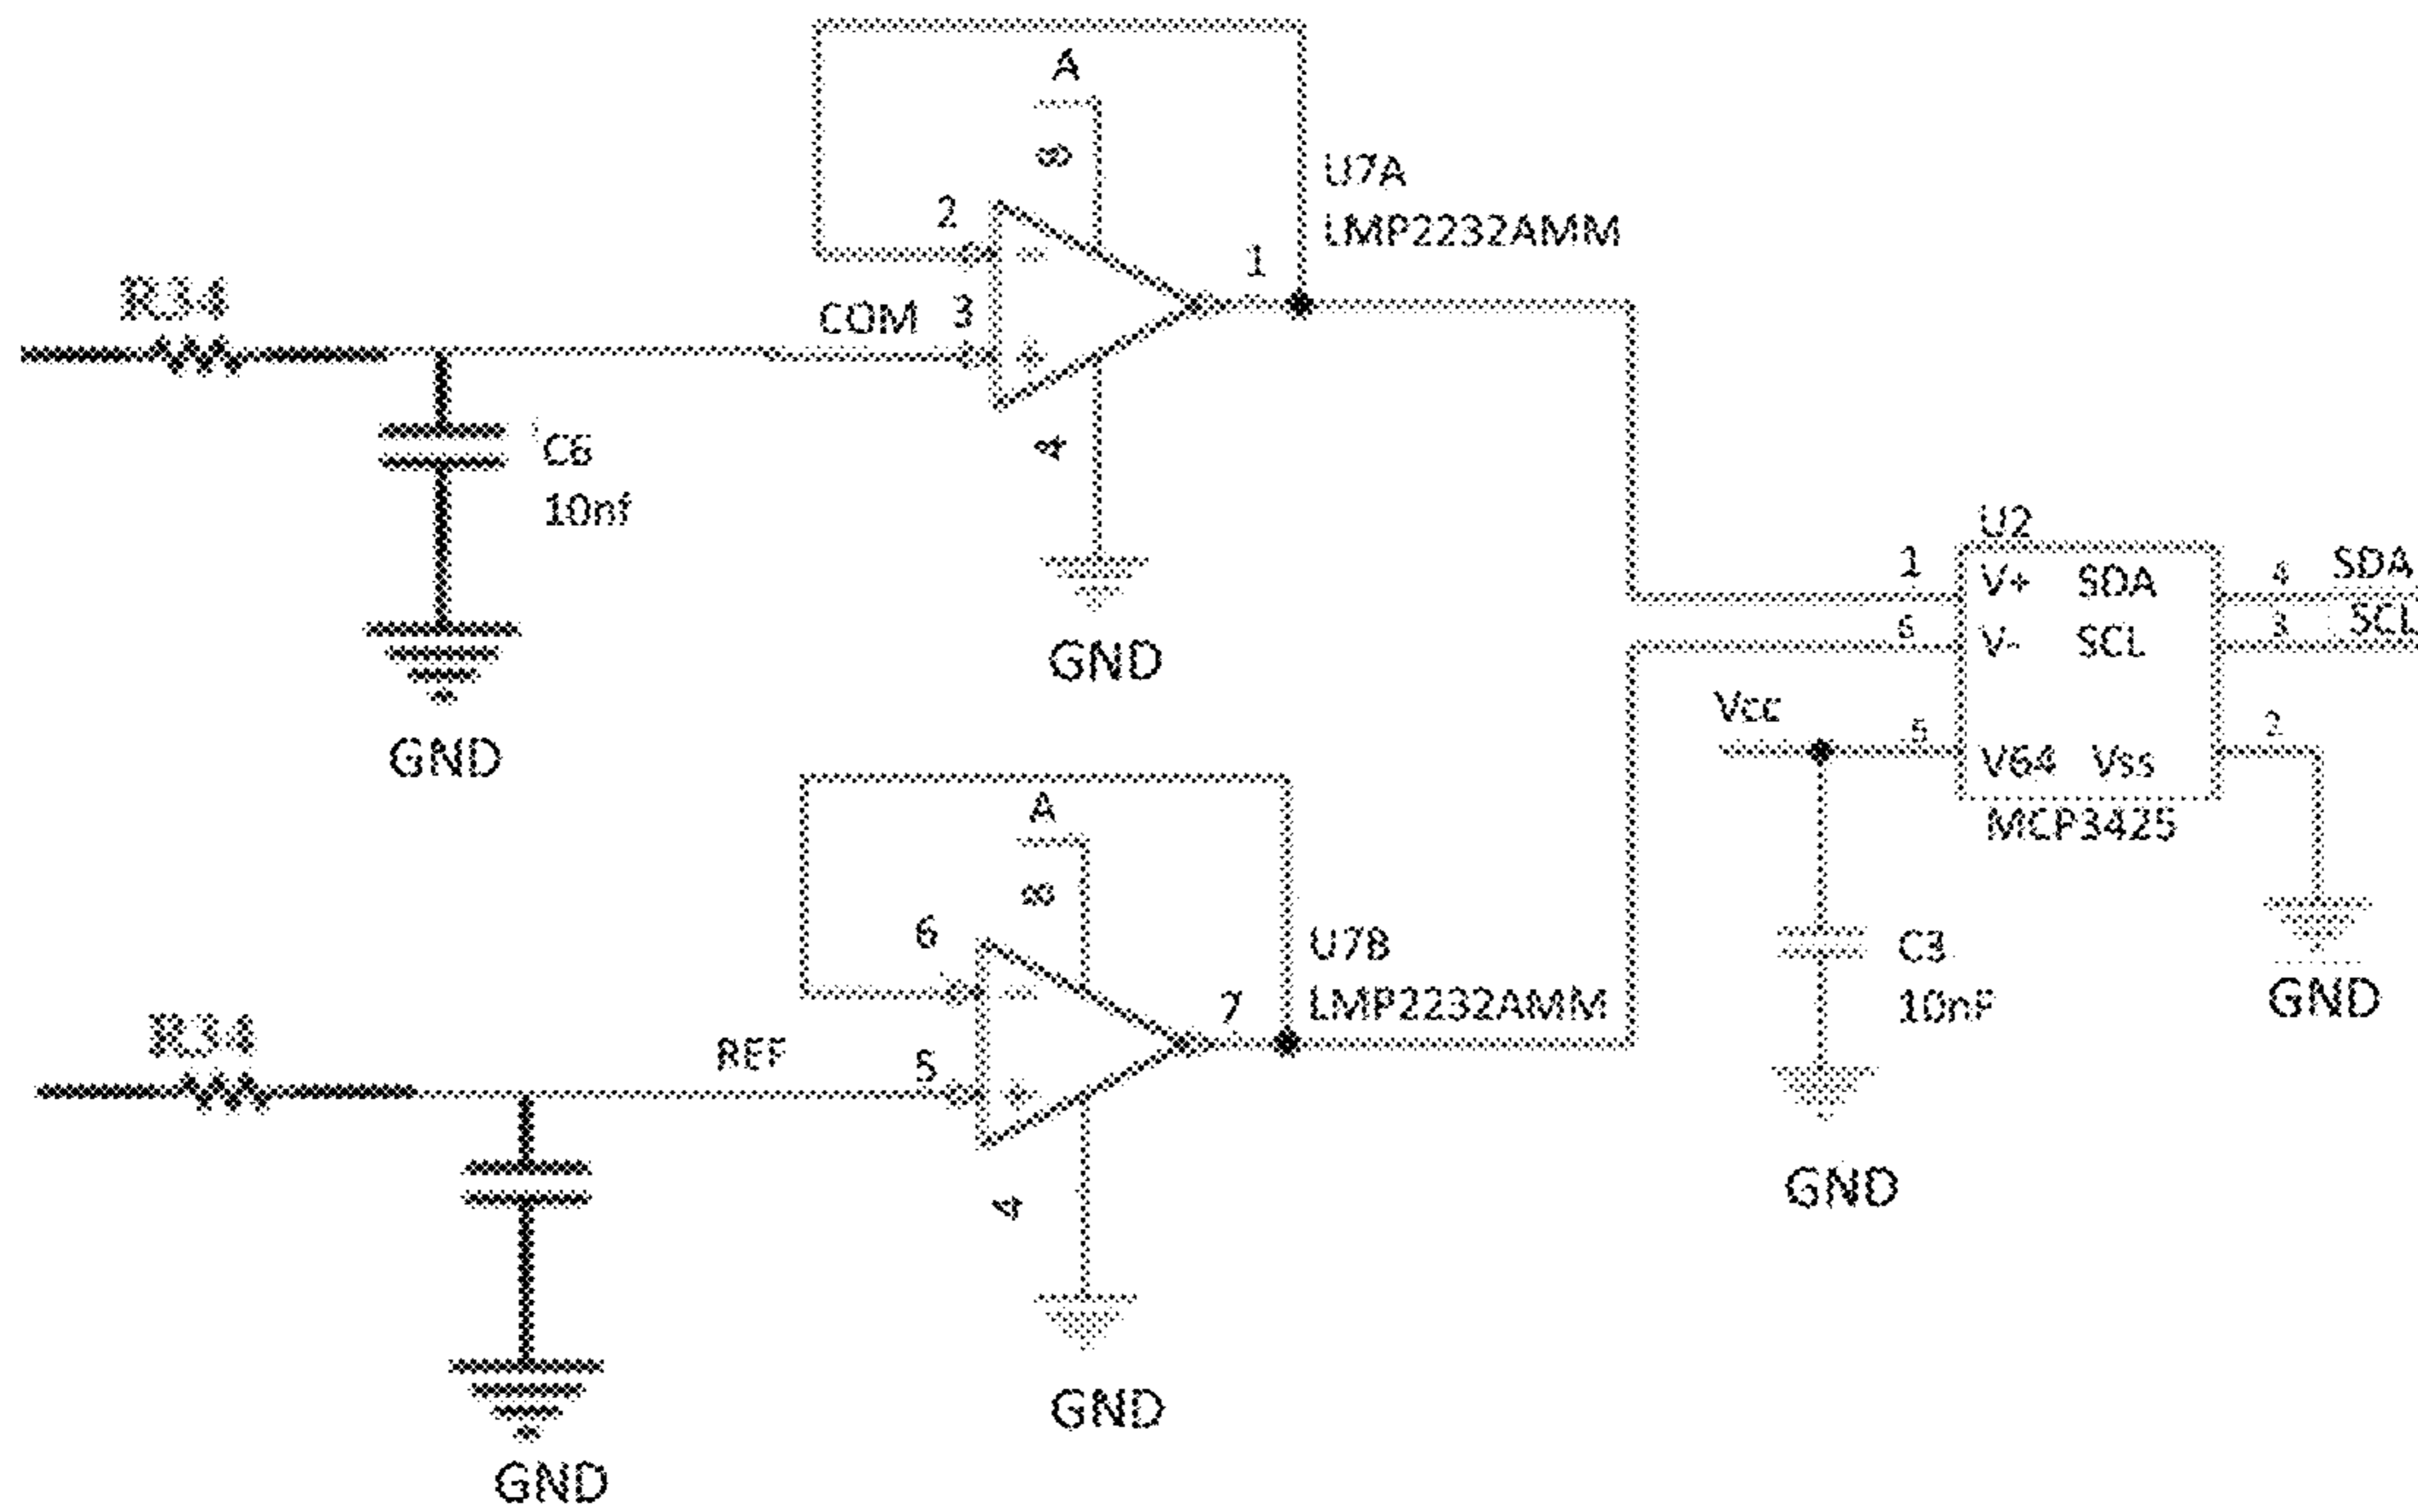 A
8
U7A
LMP2232AMM
2
1
R34
COM
3
C6
10nf
4
GND
GND
U2
1
V+ SDA
4
SDA
6
V- SCL
3
SCL
Vcc
5
V64 Vss
2
MCP3425
A
8
6
U7B
LMP2232AMM
7
C3
10nF
GND
R34
REF
5
4
GND
GND
GND